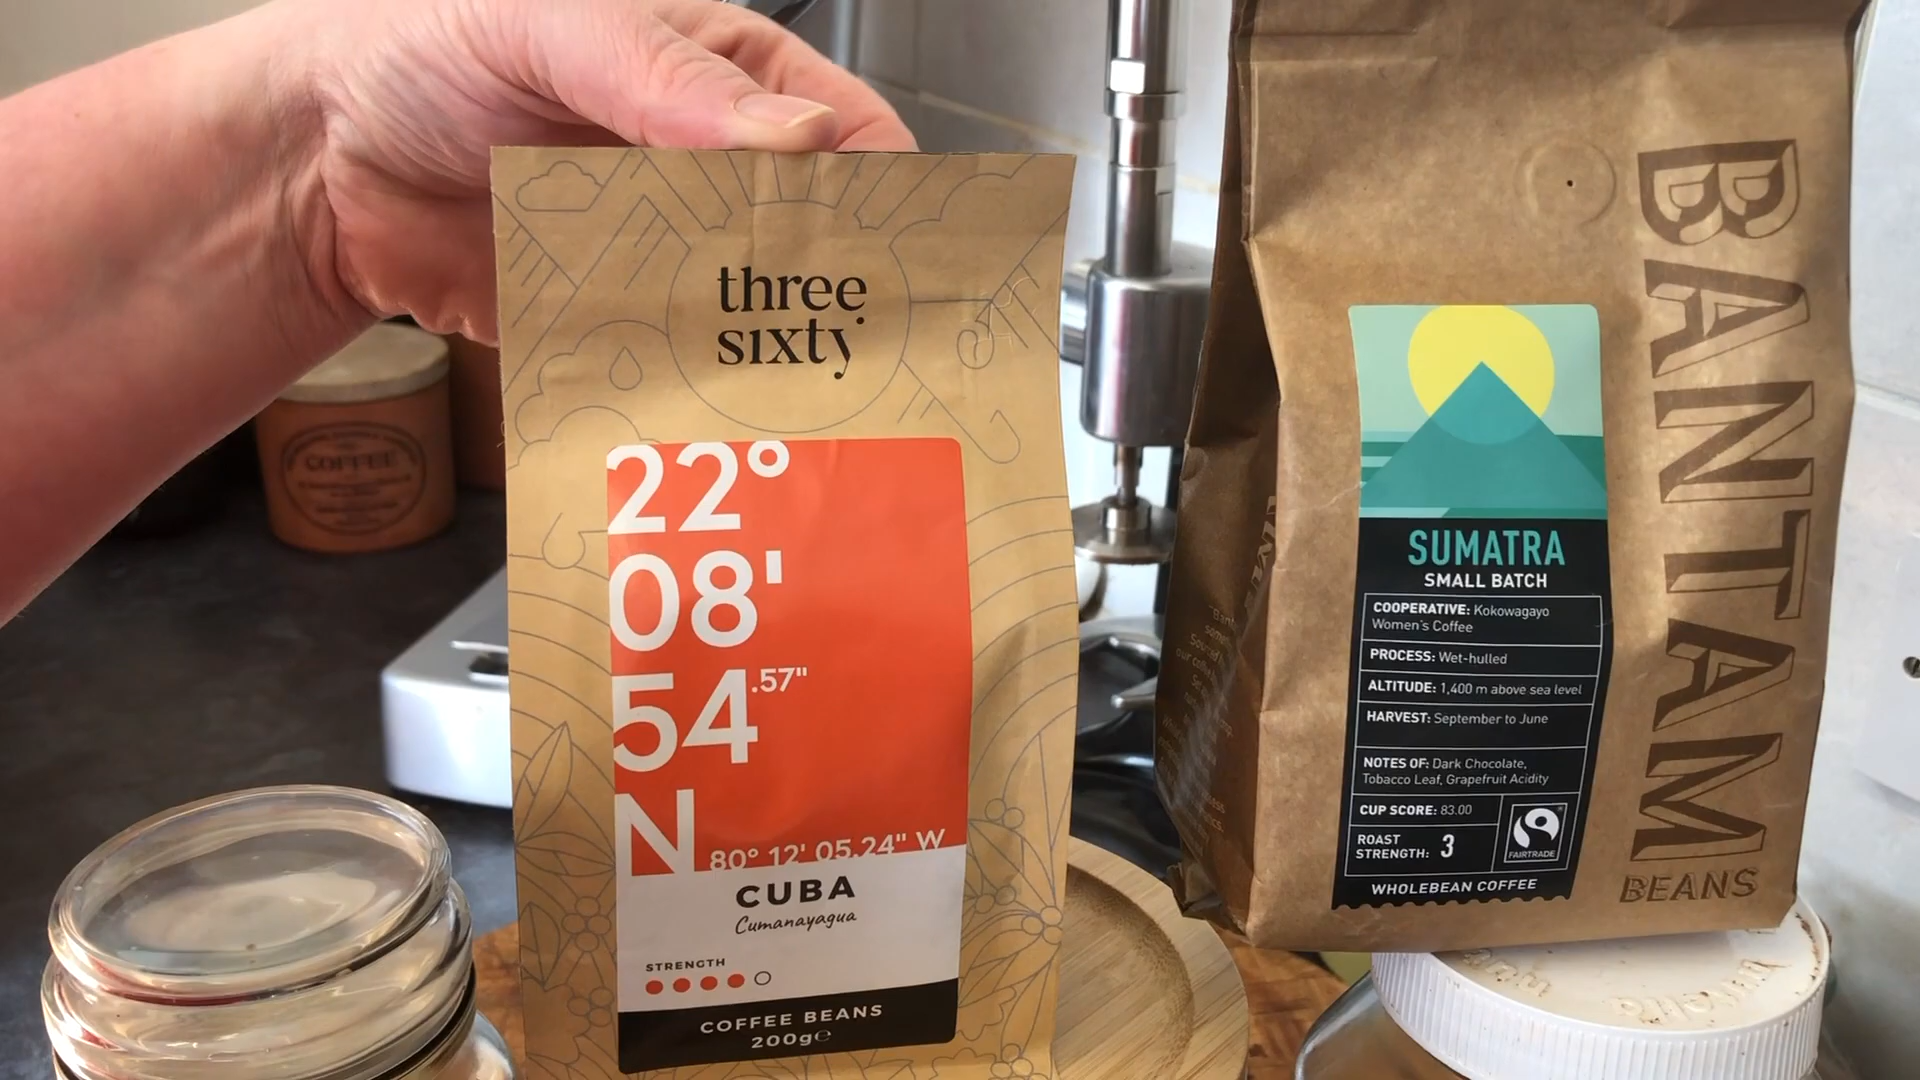 three
sixty
22°
08'
54.57"
N 80° 12' 05.24" W
CUBA
Cumanayagua
STRENGTH
COFFEE BEANS
200g℮
BANTAM
BEANS
SUMATRA
SMALL BATCH
COOPERATIVE: Kokowagayo
Women's Coffee
PROCESS: Wet-hulled
ALTITUDE: 1,400 m above sea level
HARVEST: September to June
NOTES OF: Dark Chocolate,
Tobacco Leaf, Grapefruit Acidity
CUP SCORE: 83.00
ROAST
STRENGTH: 3
FAIRTRADE
WHOLEBEAN COFFEE
COFFEE